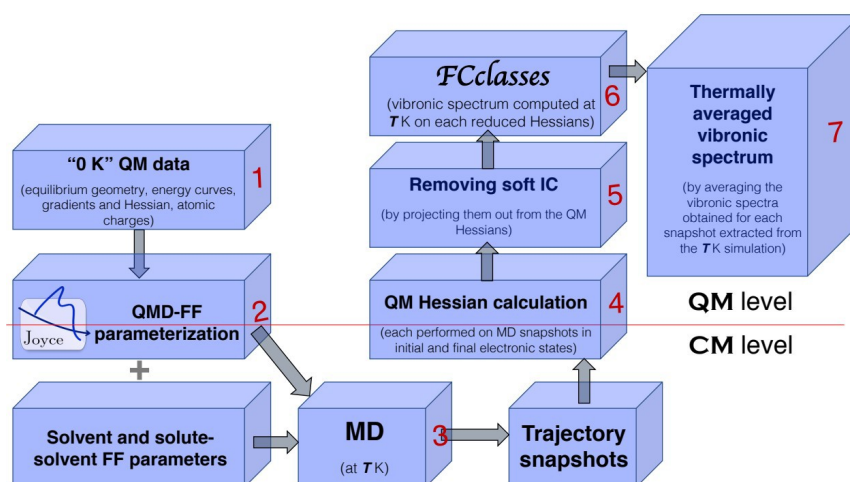 "0 K" QM data
(equilibrium geometry, energy curves,
gradients and Hessian, atomic
charges)
1
Joyce
QMD-FF
parameterization
2
+
Solvent and solute-
solvent FF parameters
MD
(at T K)
3
Trajectory
snapshots
QM Hessian calculation
(each performed on MD snapshots in
initial and final electronic states)
4
Removing soft IC
(by projecting them out from the QM
Hessians)
5
FCclasses
(vibronic spectrum computed at
T K on each reduced Hessians)
6
Thermally
averaged
vibronic
spectrum
(by averaging the
vibronic spectra
obtained for each
snapshot extracted from
the T K simulation)
7
QM level
CM level